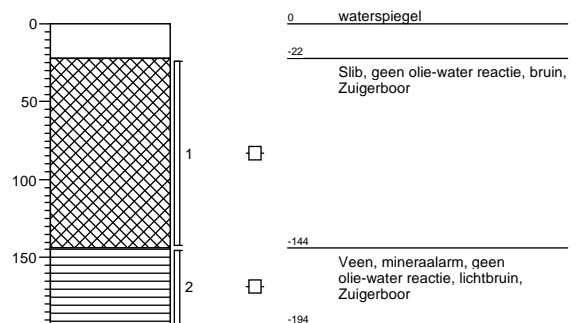 0
0 waterspiegel
-22
Slib, geen olie-water reactie, bruin,
Zuigerboor
50
1
100
-144
150
Veen, mineraalarm, geen
olie-water reactie, lichtbruin,
Zuigerboor
2
-194